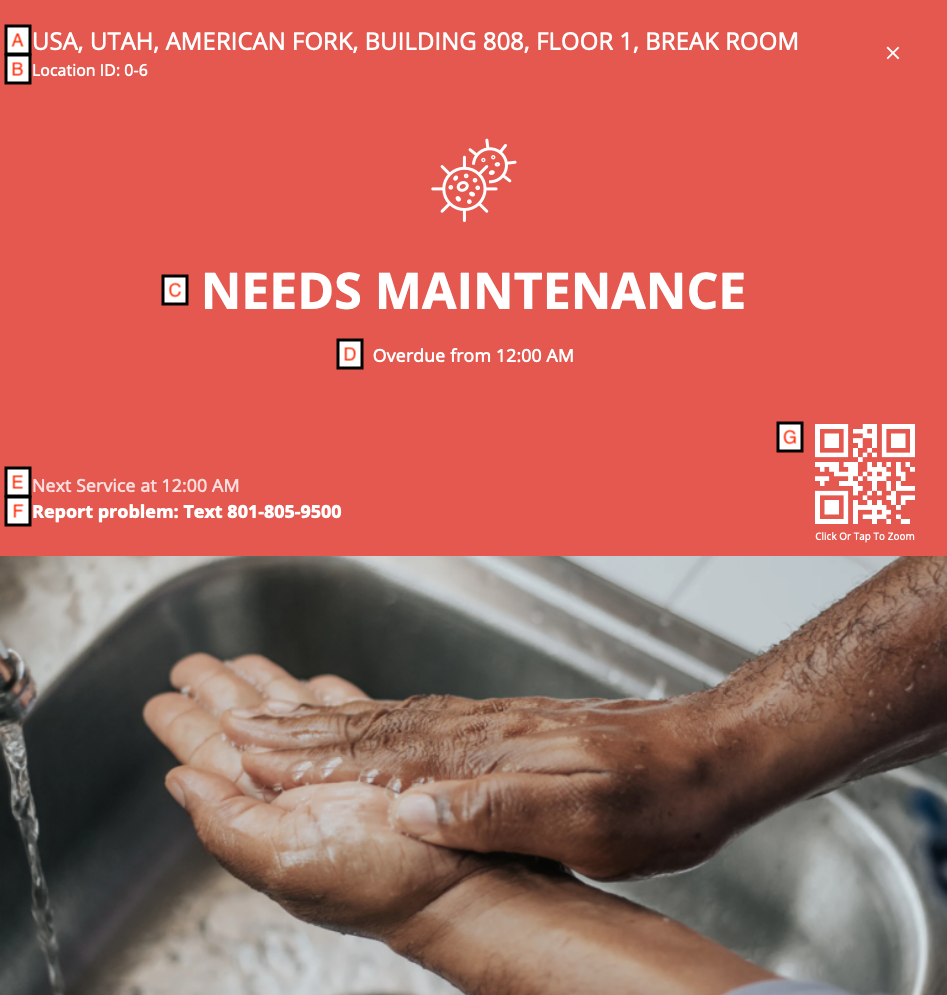 A USA, UTAH, AMERICAN FORK, BUILDING 808, FLOOR 1, BREAK ROOM
B Location ID: 0-6
C NEEDS MAINTENANCE
D Overdue from 12:00 AM
G
E Next Service at 12:00 AM
F Report problem: Text 801-805-9500
Click Or Tap To Zoom